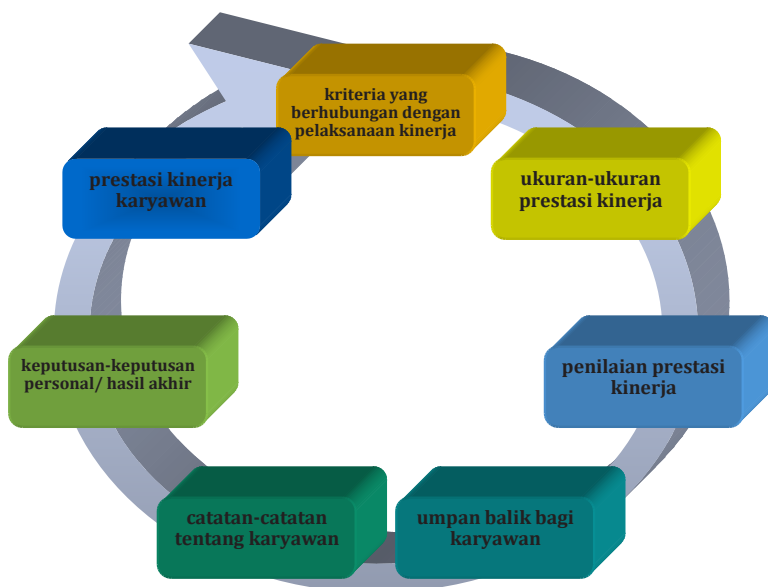 kriteria yang
berhubungan dengan
pelaksanaan kinerja
ukuran-ukuran
prestasi kinerja
penilaian prestasi
kinerja
umpan balik bagi
karyawan
catatan-catatan
tentang karyawan
keputusan-keputusan
personal/ hasil akhir
prestasi kinerja
karyawan